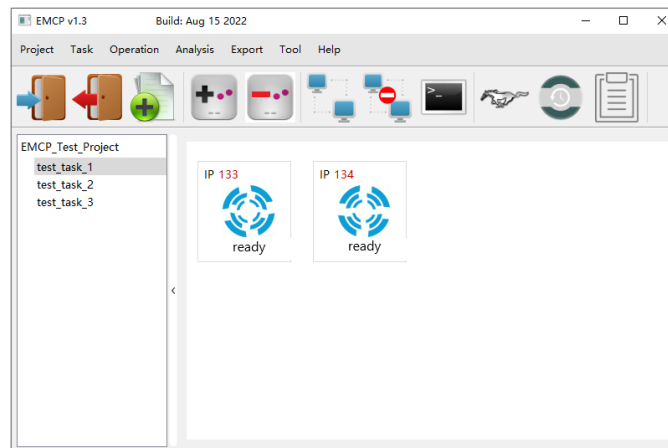 EMCP v1.3 Build: Aug 15 2022
Project Task Operation Analysis Export Tool Help
>_
EMCP_Test_Project
test_task_1
test_task_2
test_task_3
IP 133
ready
IP 134
ready